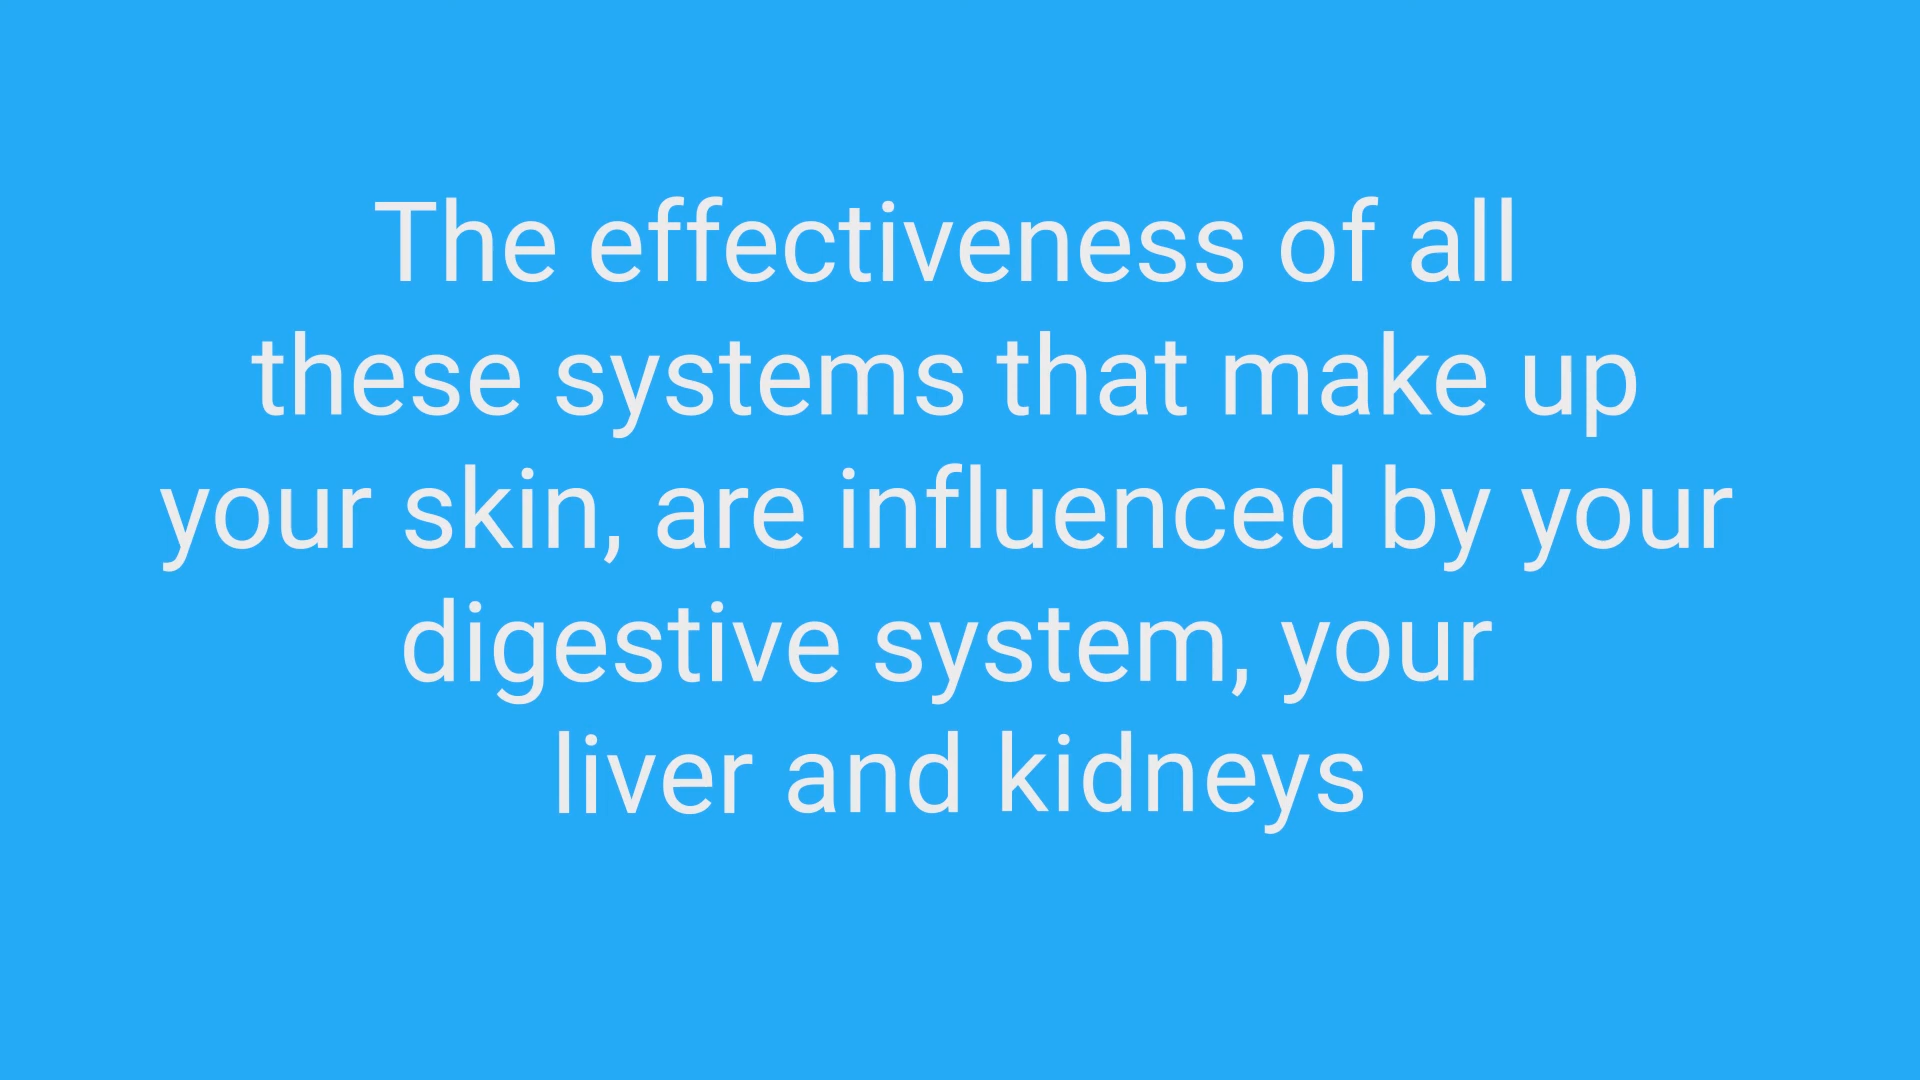 The effectiveness of all
these systems that make up
your skin, are influenced by your
digestive system, your
liver and kidneys